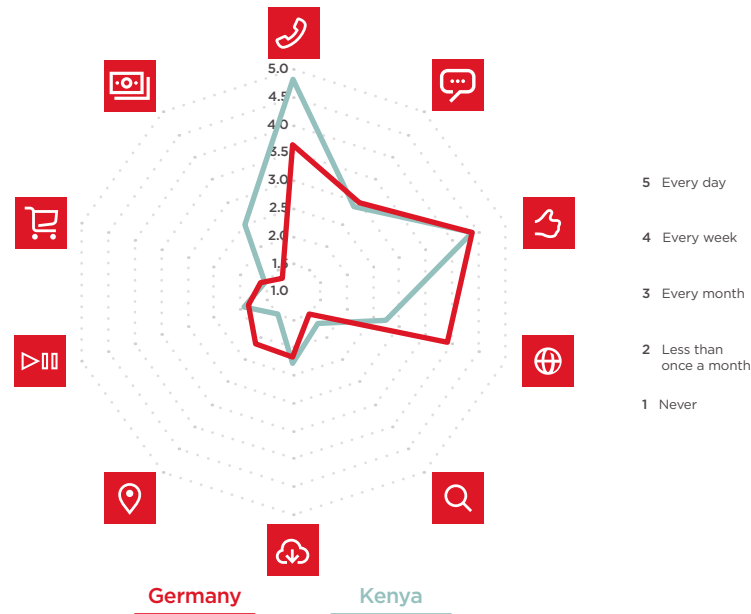 5.0
4.5
4.0
3.5
3.0
2.5
2.0
1.5
1.0
5 Every day
4 Every week
3 Every month
2 Less than
once a month
1 Never
Germany
Kenya